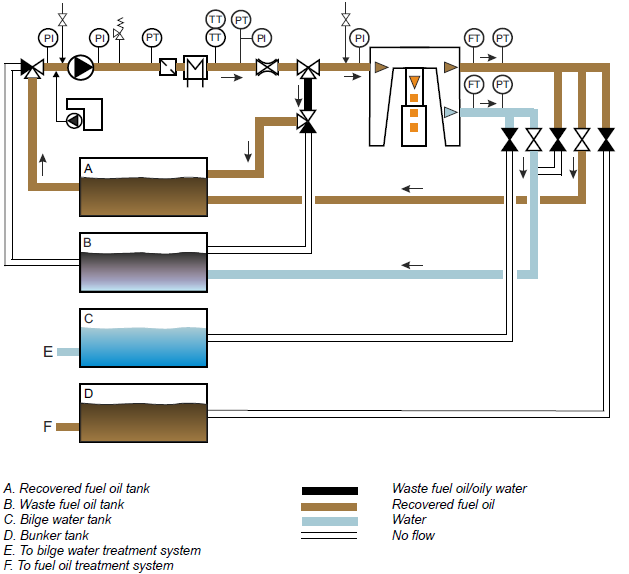 TT
PT
PI
PI
PT
TT
PI
PI
FT
PT
FT
PT
A
B
C
E
D
F
A. Recovered fuel oil tank
B. Waste fuel oil tank
C. Bilge water tank
D. Bunker tank
E. To bilge water treatment system
F. To fuel oil treatment system
Waste fuel oil/oily water
Recovered fuel oil
Water
No flow